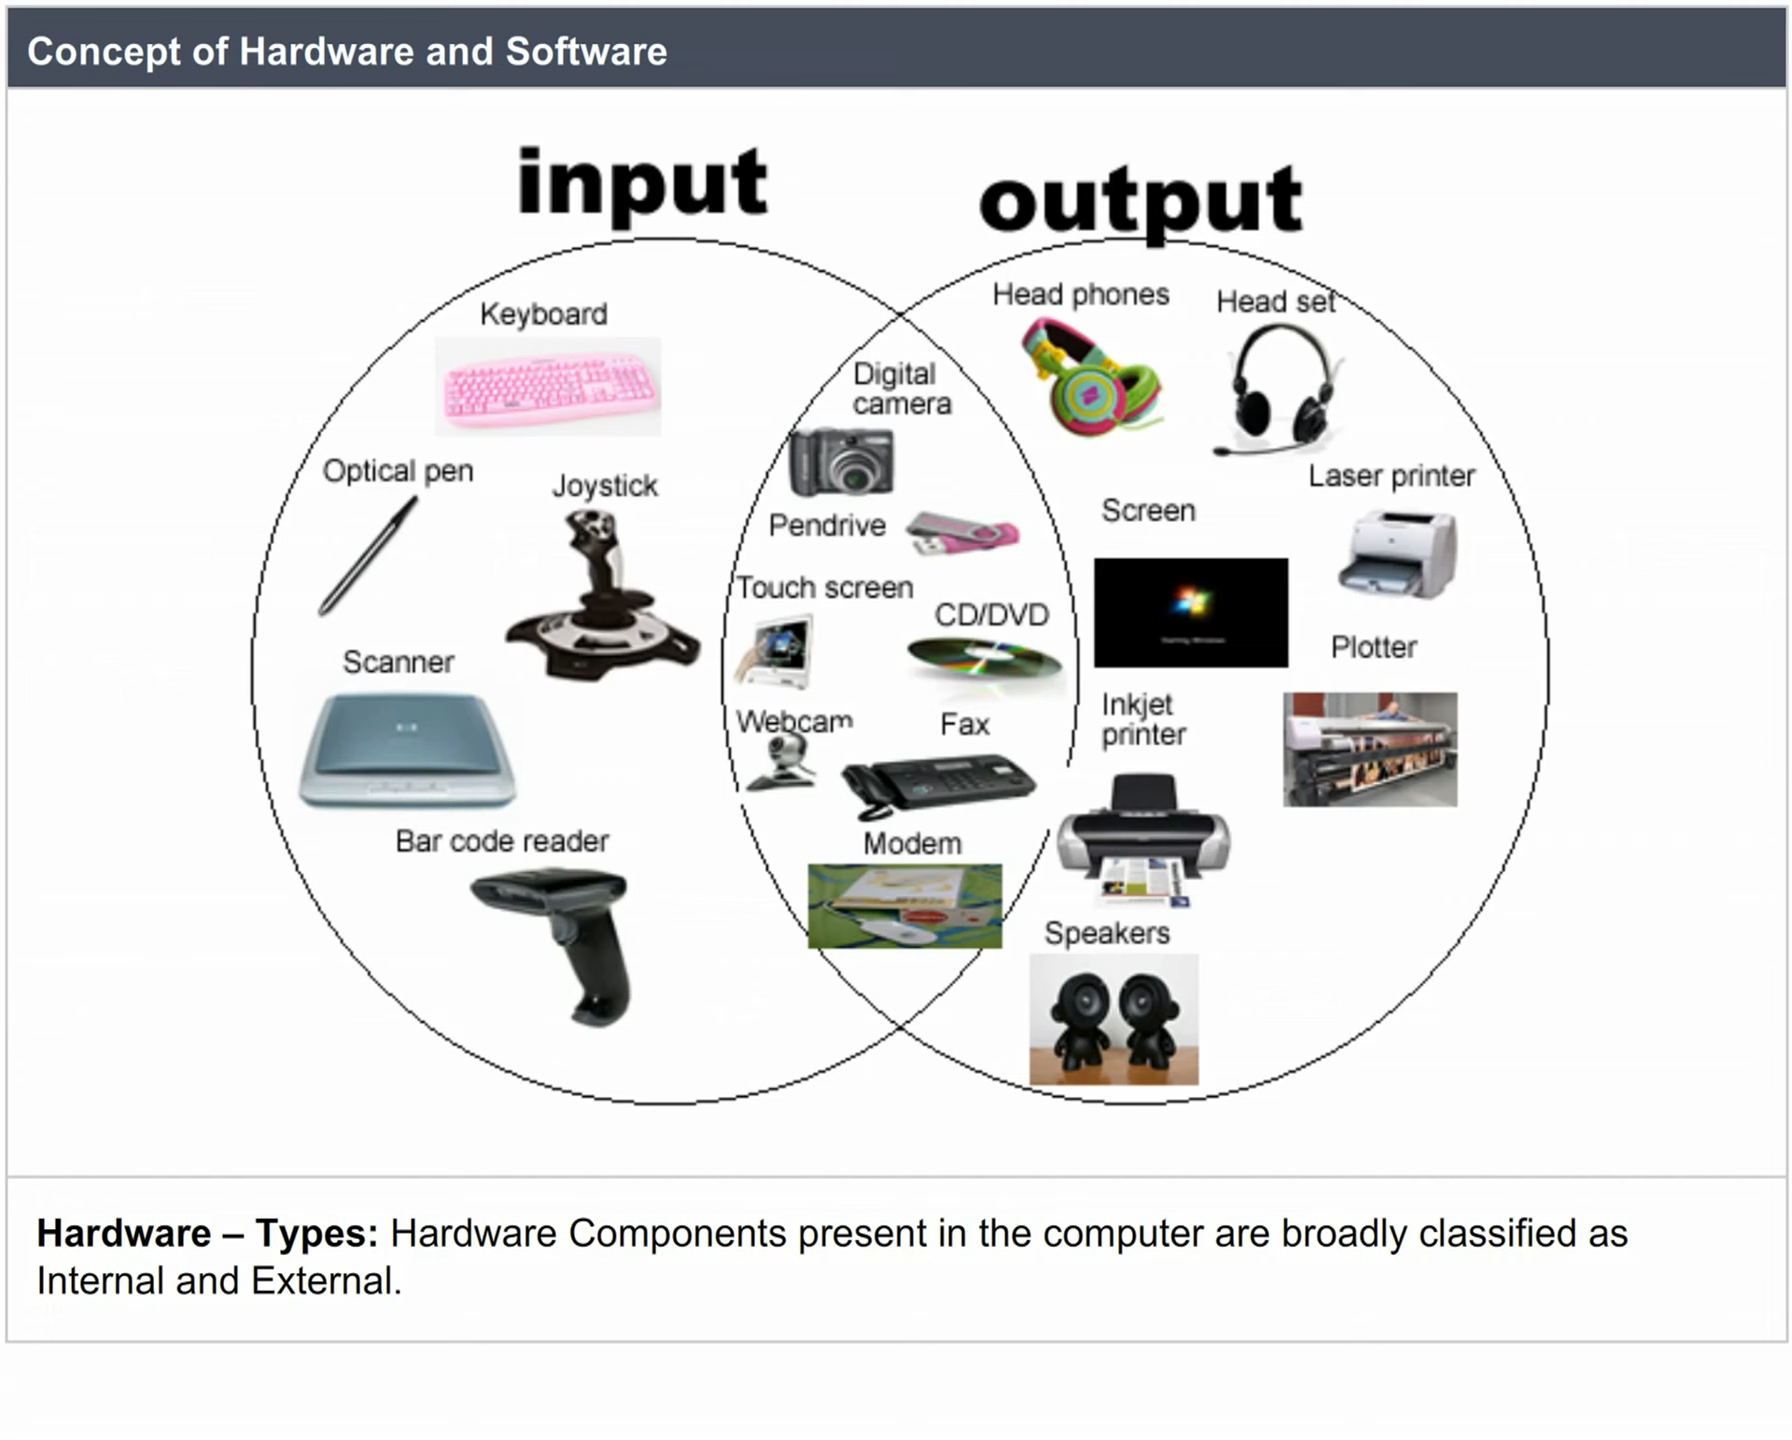 Concept of Hardware and Software
input
output
Keyboard
Optical pen
Joystick
Scanner
Bar code reader
Digital
camera
Pendrive
Touch screen
CD/DVD
Webcam
Fax
Modem
Head phones
Head set
Laser printer
Screen
Plotter
Inkjet
printer
Speakers
Hardware – Types: Hardware Components present in the computer are broadly classified as
Internal and External.